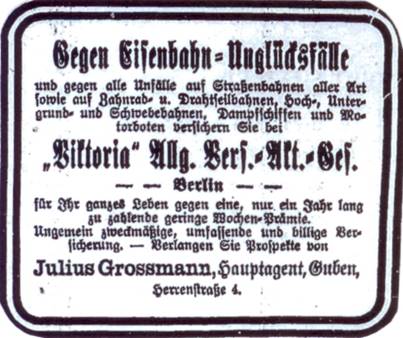 Gegen Eisenbahn-Unglücksfälle
und gegen alle Unfälle auf Straßenbahnen aller Art
sowie auf Zahnrad- u. Drahtseilbahnen, Hoch-, Unter-
grund- und Schwebebahnen, Dampfschiffen und Mo-
torboten versichern Sie bei
„Viktoria“ Allg. Vers.-Akt.-Ges.
— — Berlin — —
für Ihr ganzes Leben gegen eine, nur ein Jahr lang
zu zahlende geringe Wochen-Prämie.
Ungemein zweckmäßige, umfassende und billige Ver-
sicherung. — Verlangen Sie Prospekte von
Julius Grossmann, Hauptagent, Guben,
Herrenstraße 4.